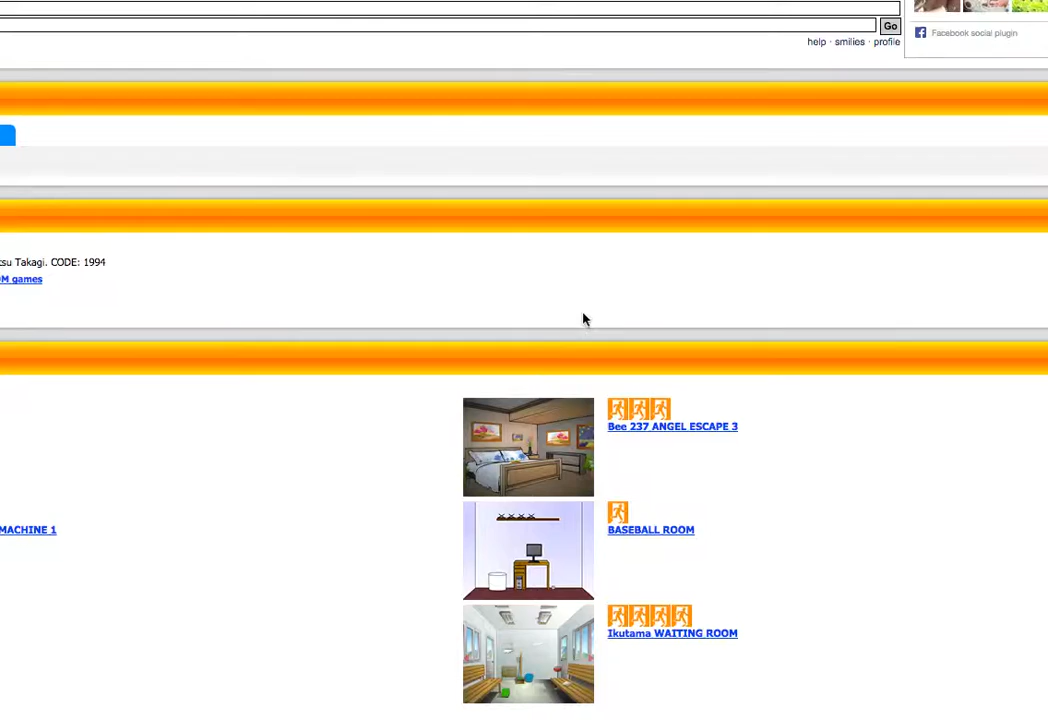 Go
help · smilies · profile
Facebook social plugin
Takagi. CODE: 1994
games
Bee 237 ANGEL ESCAPE 3
MACHINE 1
BASEBALL ROOM
Ikutama WAITING ROOM